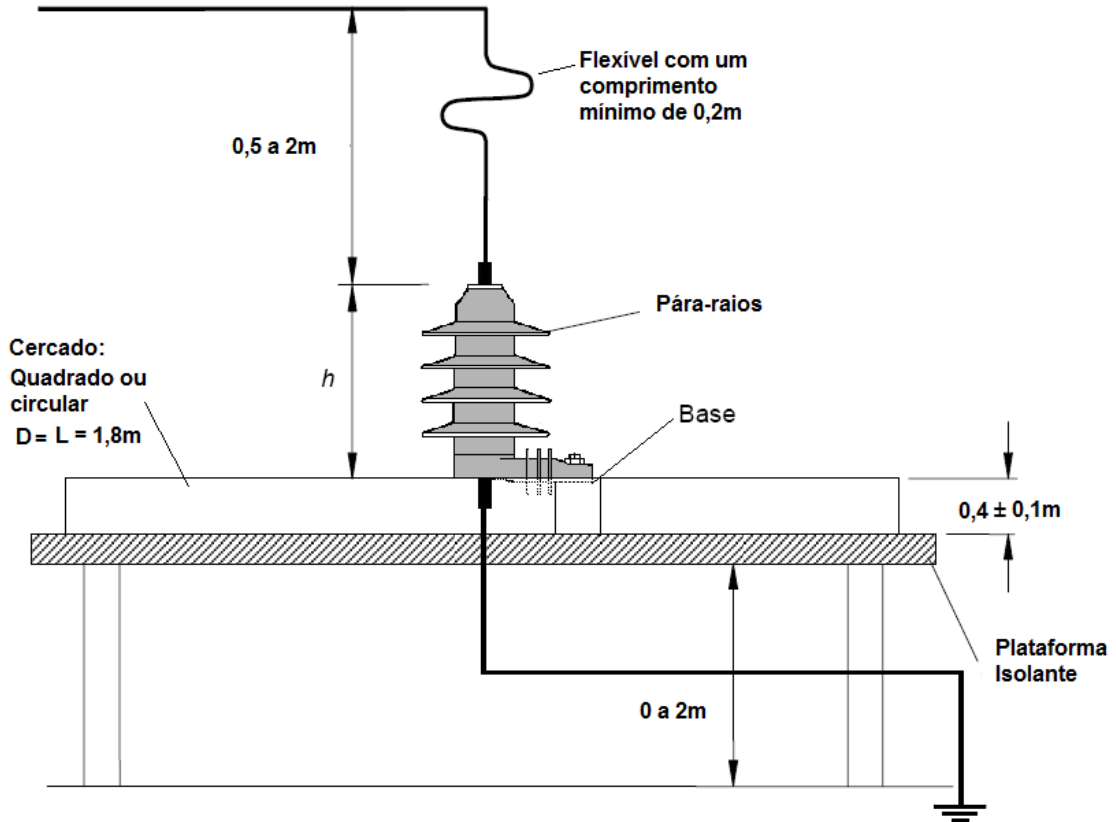 Flexível com um
comprimento
mínimo de 0,2m
0,5 a 2m
Pára-raios
Cercado:
Quadrado ou
circular
D= L = 1,8m
h
Base
0,4 ± 0,1m
Plataforma
Isolante
0 a 2m